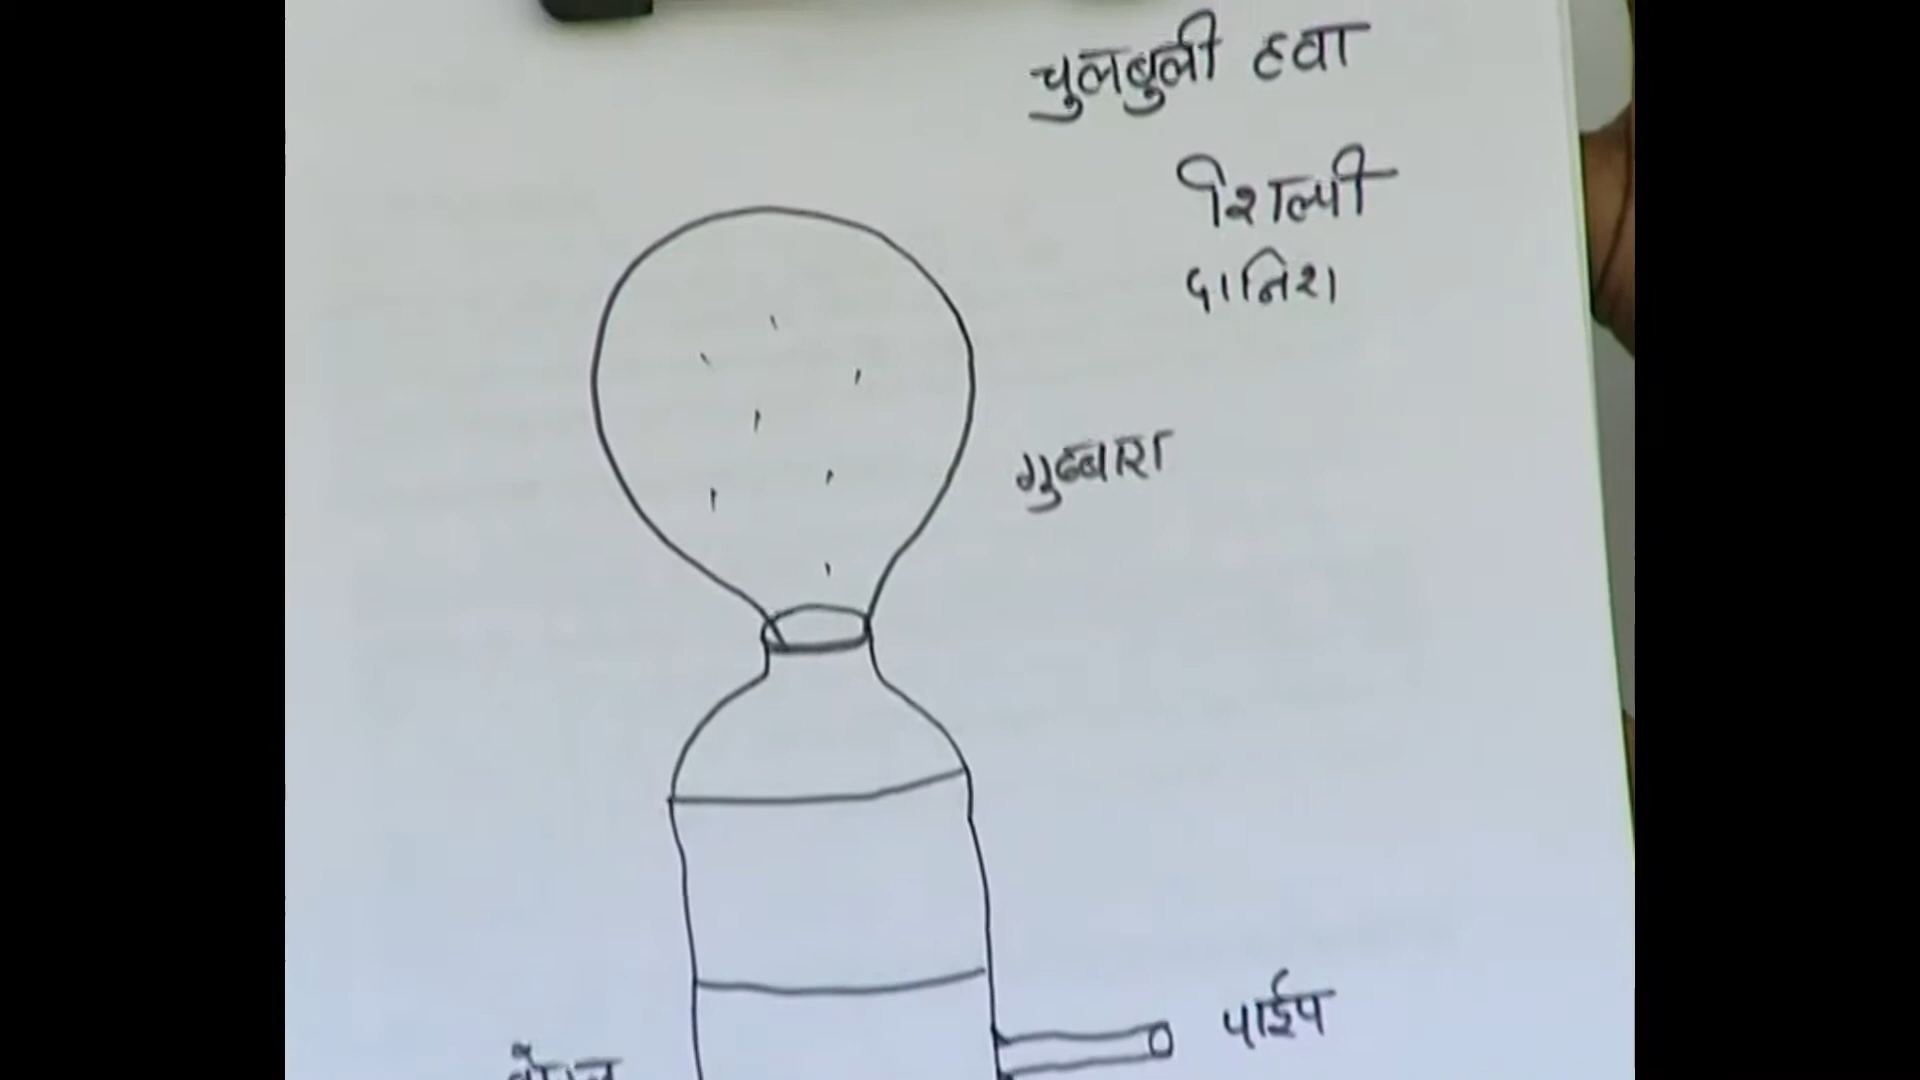 चुलबुली हवा
शिल्पी
दानिश
गुब्बारा
पाईप